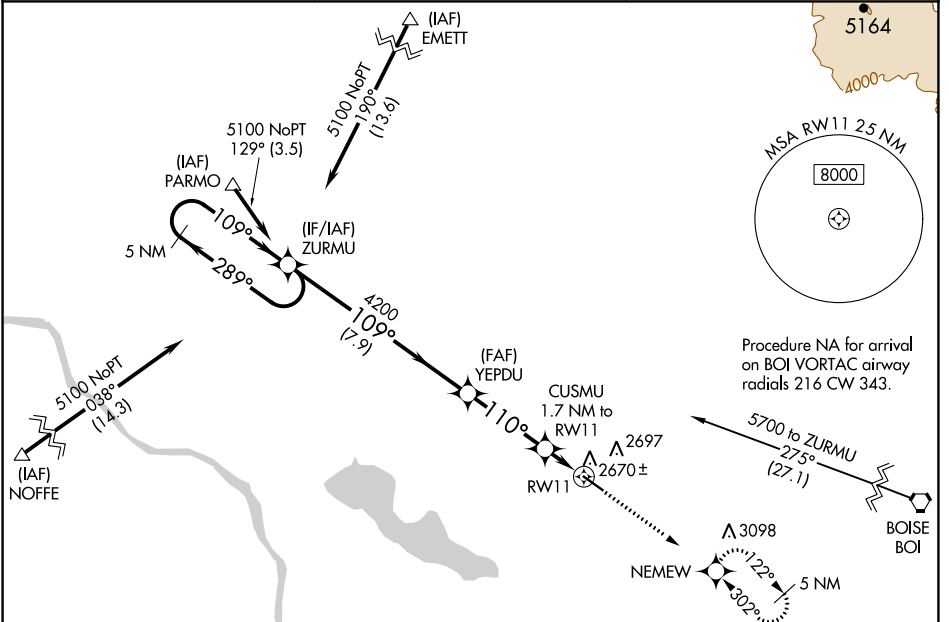 (IAF)
EMETT
5164
4000
5100 NoPT
190°
(13.6)
5100 NoPT
129° (3.5)
(IAF)
PARMO
MSA RW11 25 NM
8000
109°
5 NM
289°
(IF/IAF)
ZURMU
4200
109°
(7.9)
5100 NoPT
038°
(14.3)
(IAF)
NOFFE
(FAF)
YEPDU
110°
CUSMU
1.7 NM to
RW11
2697
2670±
RW11
Procedure NA for arrival
on BOI VORTAC airway
radials 216 CW 343.
5700 to ZURMU
275°
(27.1)
BOISE
BOI
3098
NEMEW
122°
5 NM
302°